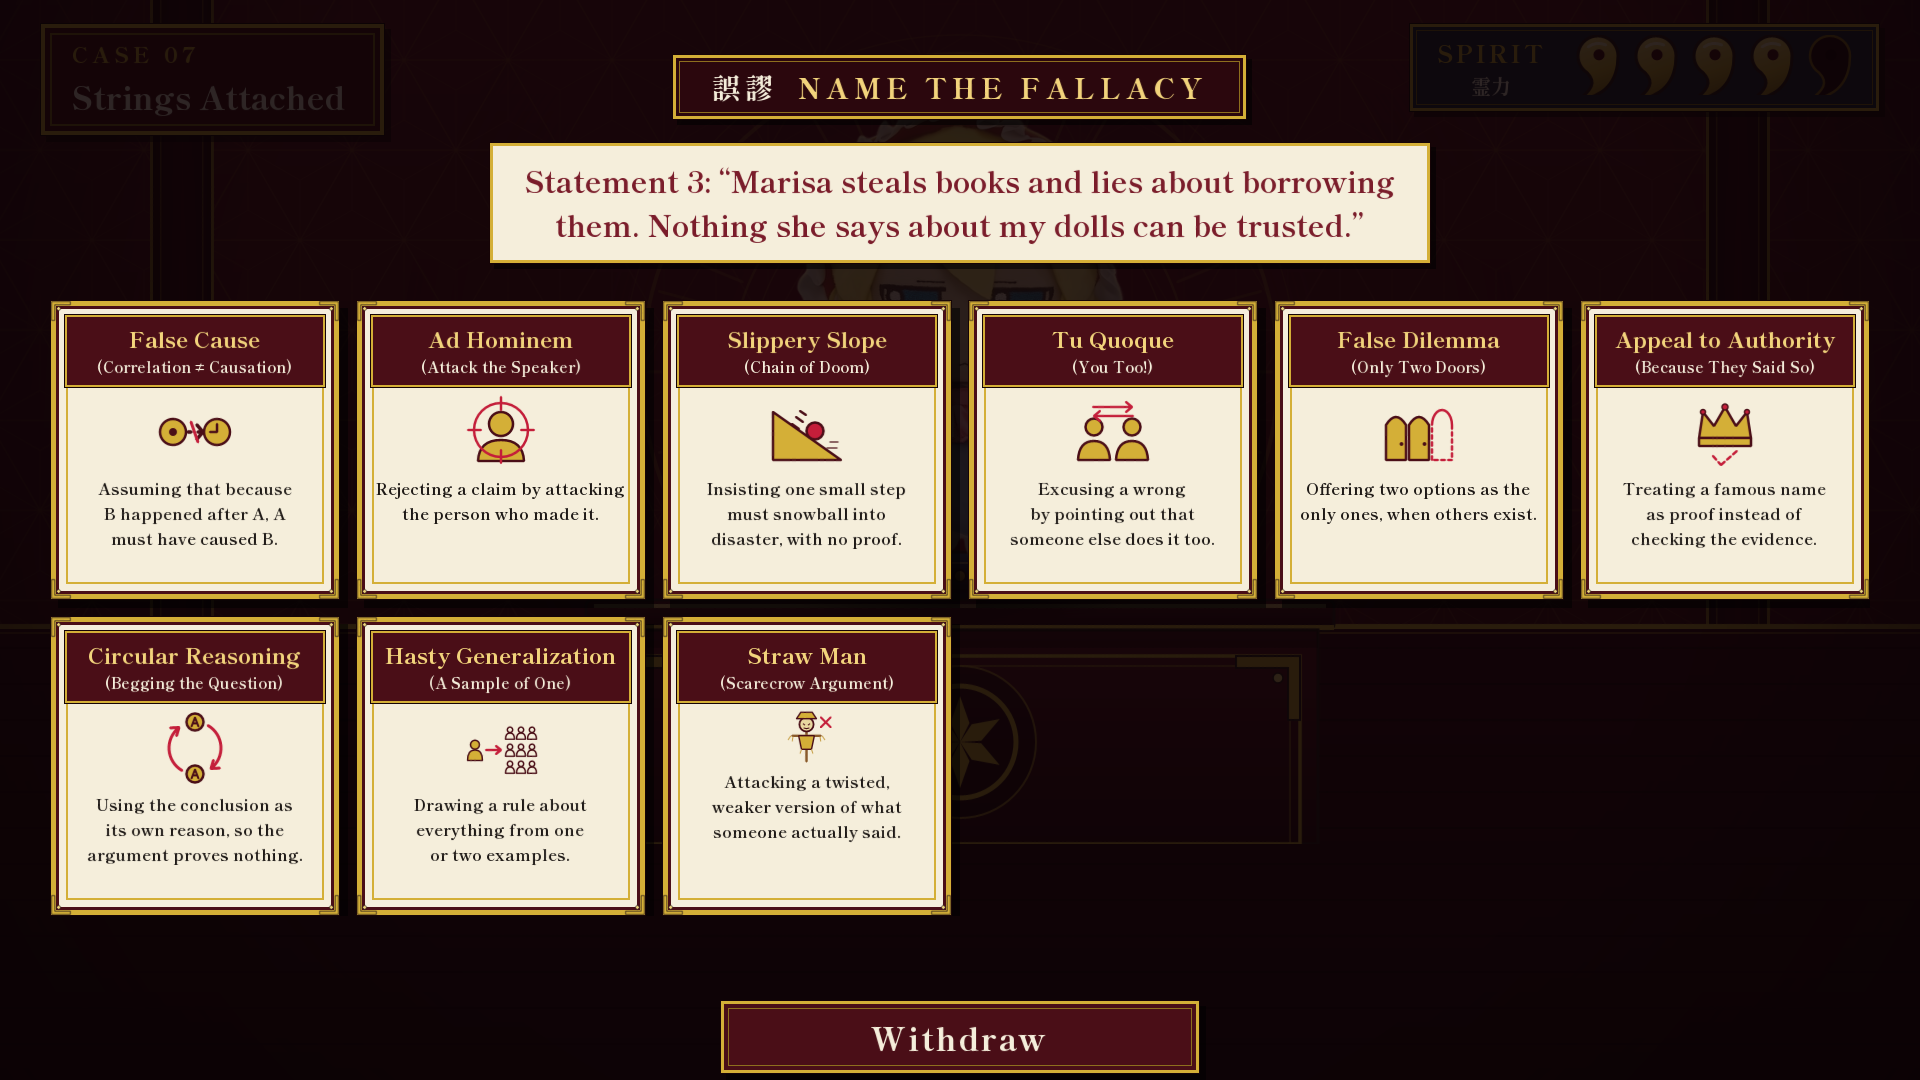 CASE 07
Strings Attached
誤謬 NAME THE FALLACY
SPIRIT
霊力
Statement 3: “Marisa steals books and lies about borrowing
them. Nothing she says about my dolls can be trusted.”
False Cause
(Correlation ≠ Causation)
Assuming that because
B happened after A, A
must have caused B.
Ad Hominem
(Attack the Speaker)
Rejecting a claim by attacking
the person who made it.
Slippery Slope
(Chain of Doom)
Insisting one small step
must snowball into
disaster, with no proof.
Tu Quoque
(You Too!)
Excusing a wrong
by pointing out that
someone else does it too.
False Dilemma
(Only Two Doors)
Offering two options as the
only ones, when others exist.
Appeal to Authority
(Because They Said So)
Treating a famous name
as proof instead of
checking the evidence.
Circular Reasoning
(Begging the Question)
A
A
Using the conclusion as
its own reason, so the
argument proves nothing.
Hasty Generalization
(A Sample of One)
Drawing a rule about
everything from one
or two examples.
Straw Man
(Scarecrow Argument)
Attacking a twisted,
weaker version of what
someone actually said.
Withdraw